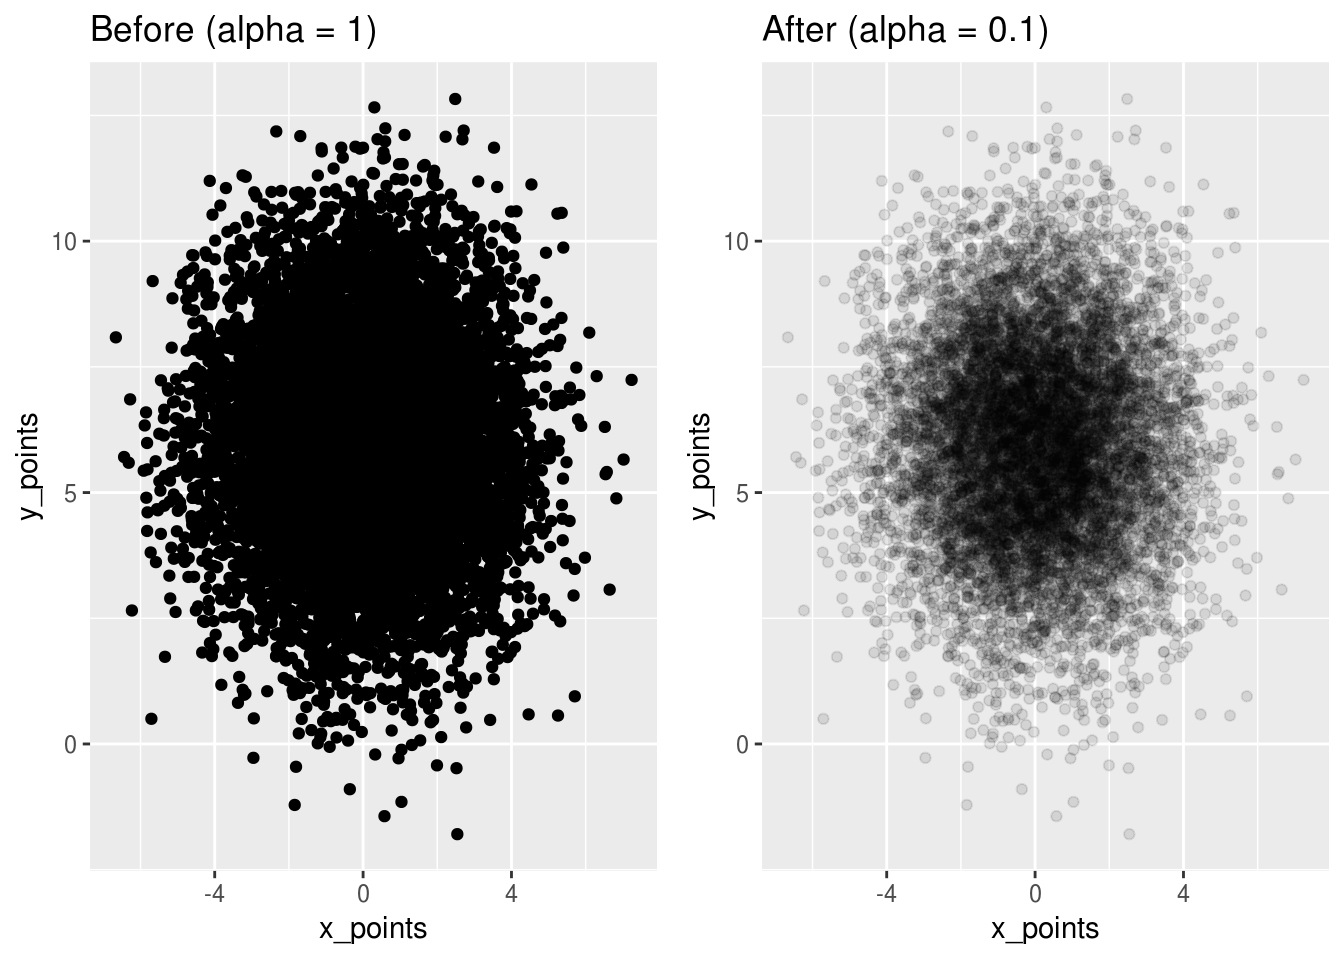 Before (alpha = 1)
10
5
0
y_points
-4 0 4
x_points
After (alpha = 0.1)
10
5
0
y_points
-4 0 4
x_points